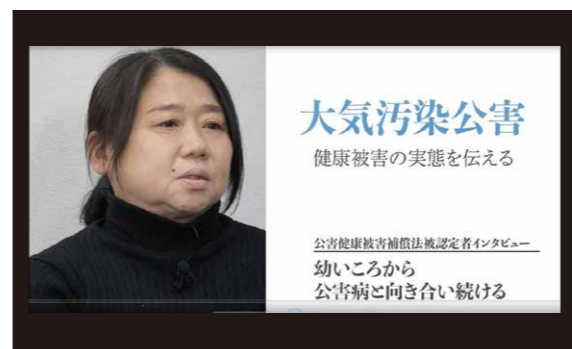 大気汚染公害
健康被害の実態を伝える
公害健康被害補償法被認定者インタビュー
幼いころから
公害病と向き合い続ける